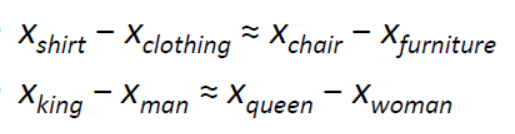 x_shirt − x_clothing ≈ x_chair − x_furniture
x_king − x_man ≈ x_queen − x_woman